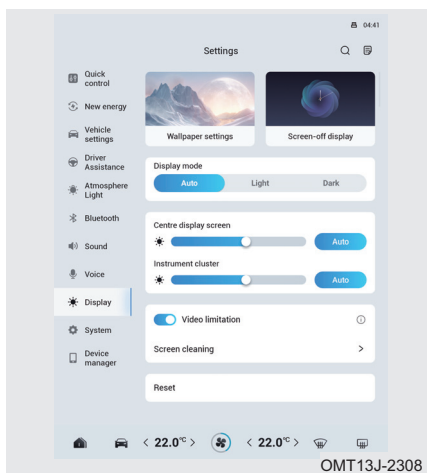 04:41
Settings
Quick
control
New energy
Vehicle
settings
Driver
Assistance
Atmosphere
Light
Bluetooth
Sound
Voice
Display
System
Device
manager
Wallpaper settings
Screen-off display
Display mode
Auto
Light
Dark
Centre display screen
Auto
Instrument cluster
Auto
Video limitation
Screen cleaning
Reset
< 22.0°C >
< 22.0°C >
OMT13J-2308